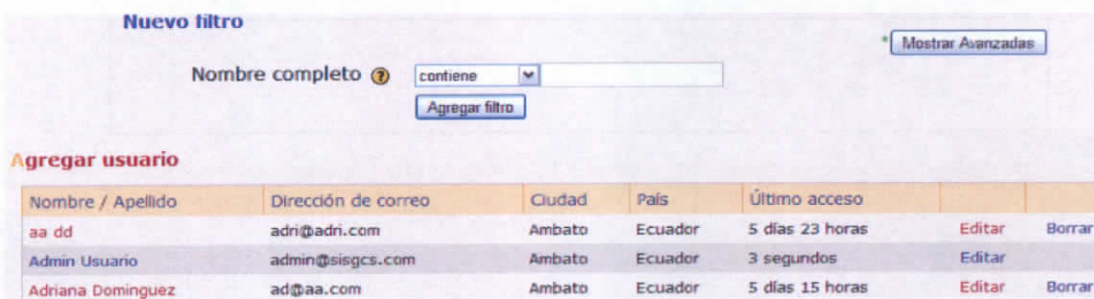 Nuevo filtro
* Mostrar Avanzadas
Nombre completo ? contiene
Agregar filtro
Agregar usuario
Nombre / Apellido Dirección de correo Ciudad País Último acceso
aa dd adri@adri.com Ambato Ecuador 5 días 23 horas Editar Borrar
Admin Usuario admin@sisgcs.com Ambato Ecuador 3 segundos Editar
Adriana Dominguez ad@aa.com Ambato Ecuador 5 días 15 horas Editar Borrar